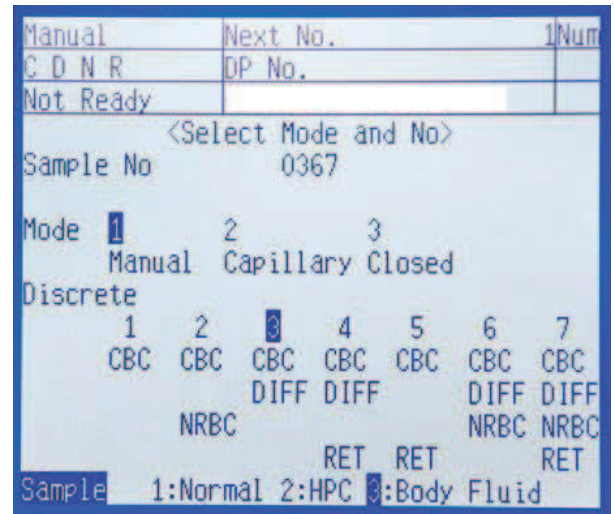 Manual Next No. 1 Num
C D N R DP No.
Not Ready
<Select Mode and No>
Sample No 0367
Mode 1 2 3
Manual Capillary Closed
Discrete
1 2 3 4 5 6 7
CBC CBC CBC CBC CBC CBC CBC
DIFF DIFF DIFF DIFF
NRBC NRBC NRBC
RET RET RET
Sample 1:Normal 2:HPC 3:Body Fluid